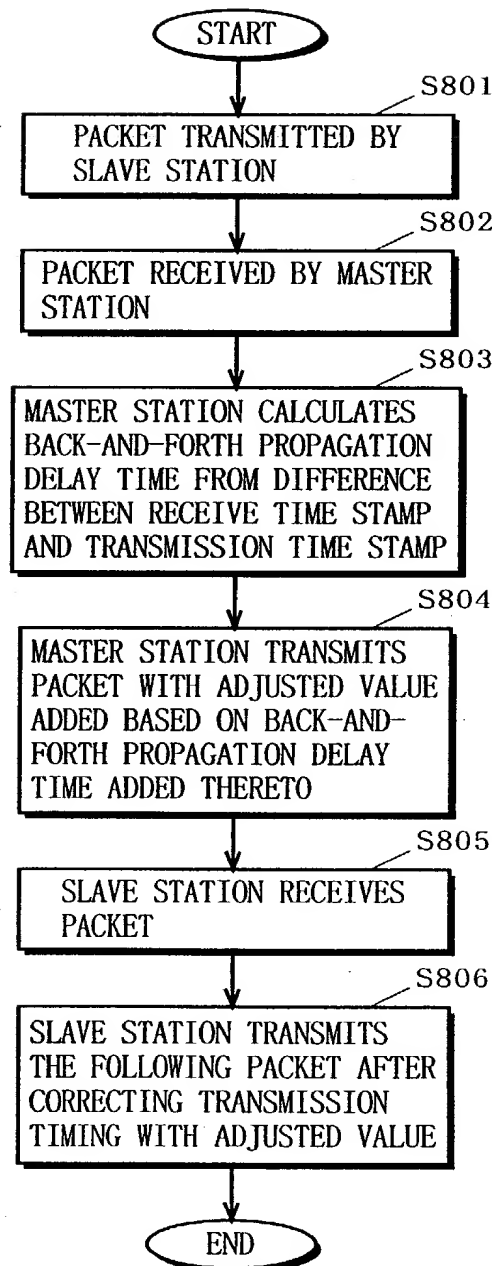 START
S801
PACKET TRANSMITTED BY
SLAVE STATION
S802
PACKET RECEIVED BY MASTER
STATION
S803
MASTER STATION CALCULATES
BACK-AND-FORTH PROPAGATION
DELAY TIME FROM DIFFERENCE
BETWEEN RECEIVE TIME STAMP
AND TRANSMISSION TIME STAMP
S804
MASTER STATION TRANSMITS
PACKET WITH ADJUSTED VALUE
ADDED BASED ON BACK-AND-
FORTH PROPAGATION DELAY
TIME ADDED THERETO
S805
SLAVE STATION RECEIVES
PACKET
S806
SLAVE STATION TRANSMITS
THE FOLLOWING PACKET AFTER
CORRECTING TRANSMISSION
TIMING WITH ADJUSTED VALUE
END